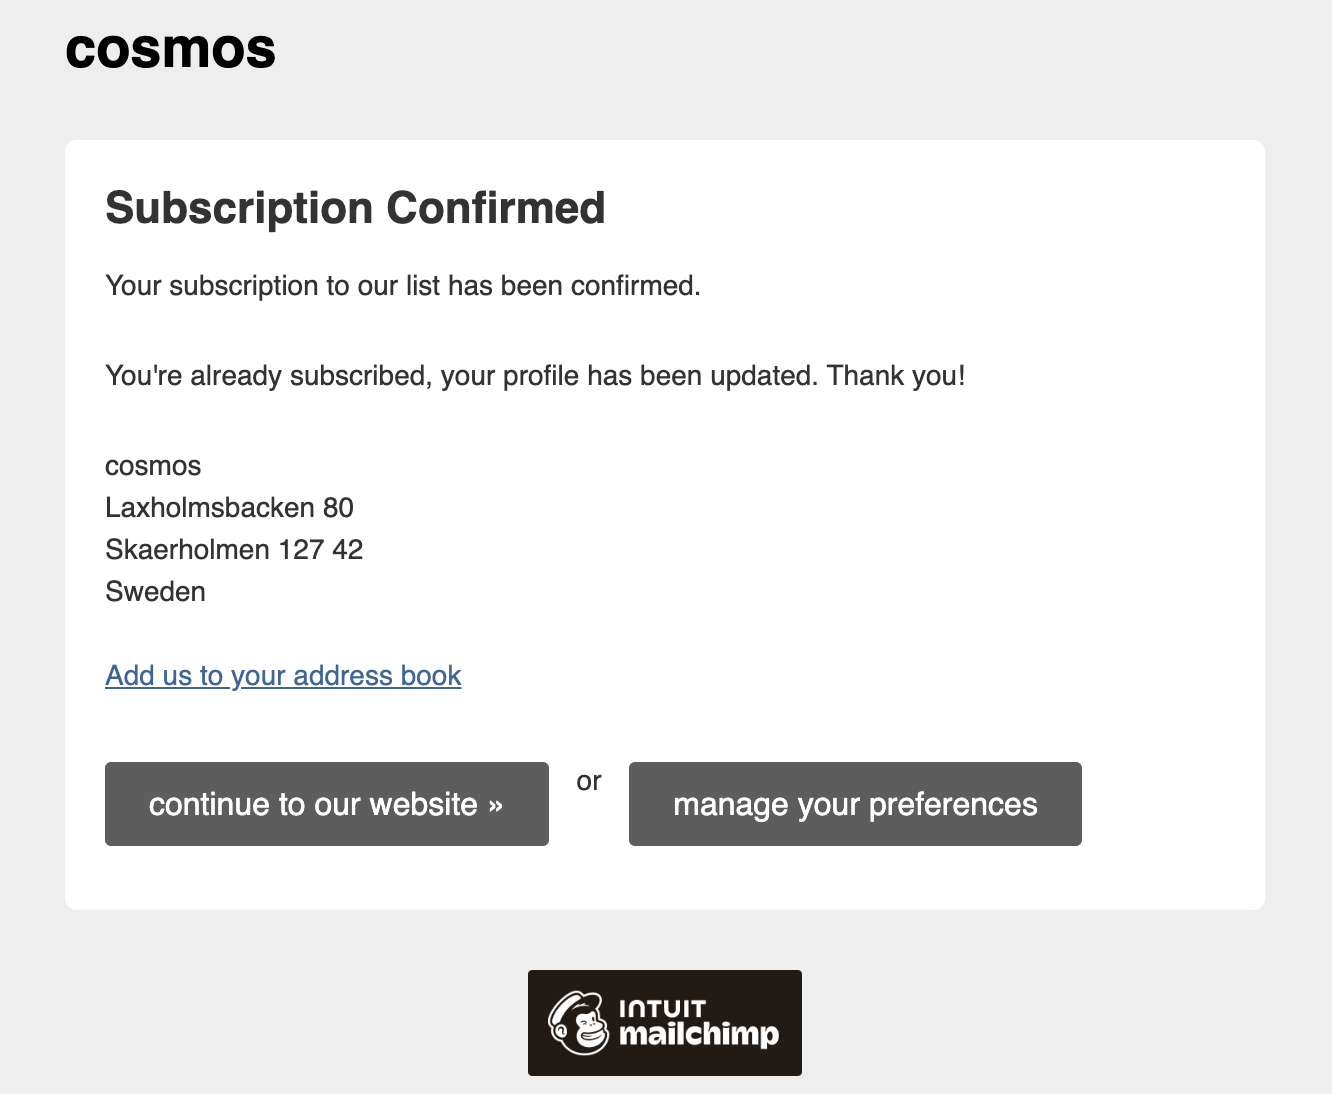 cosmos
Subscription Confirmed
Your subscription to our list has been confirmed.
You're already subscribed, your profile has been updated. Thank you!
cosmos
Laxholmsbacken 80
Skaerholmen 127 42
Sweden
Add us to your address book
continue to our website »
or
manage your preferences
INTUIT
mailchimp